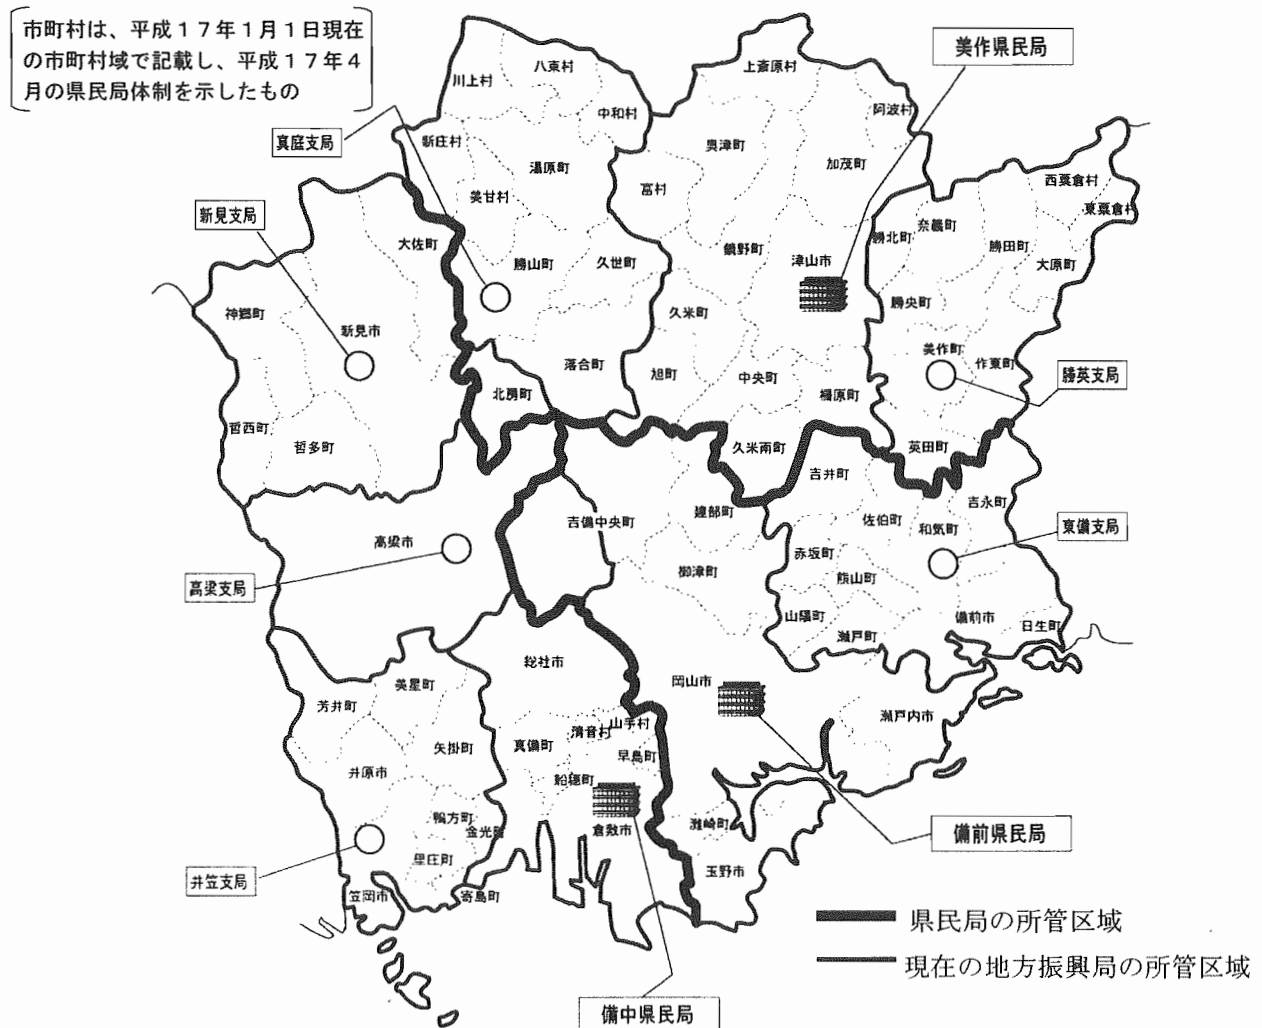 市町村は、平成１７年１月１日現在
の市町村域で記載し、平成１７年４
月の県民局体制を示したもの
美作県民局
真庭支局
新見支局
川上村
八束村
中和村
新庄村
湯原町
美甘村
大佐町
勝山町
久世町
落合町
北房町
神郷町
新見市
哲西町
哲多町
上斎原村
阿波村
奥津町
加茂町
富村
鏡野町
津山市
久米町
旭町
中央町
柵原町
久米南町
西粟倉村
東粟倉村
奈義町
勝北町
勝田町
大原町
勝央町
美作町
作東町
英田町
勝英支局
吉井町
吉永町
佐伯町
和気町
東備支局
建部町
吉備中央町
赤坂町
熊山町
御津町
山陽町
瀬戸町
備前市
日生町
高梁市
高梁支局
総社市
岡山市
瀬戸内市
美星町
芳井町
矢掛町
井原市
真備町
清音村
山手村
早島町
船穂町
倉敷市
鴨方町
金光町
里庄町
笠岡市
寄島町
井笠支局
灘崎町
玉野市
備前県民局
備中県民局
県民局の所管区域
現在の地方振興局の所管区域